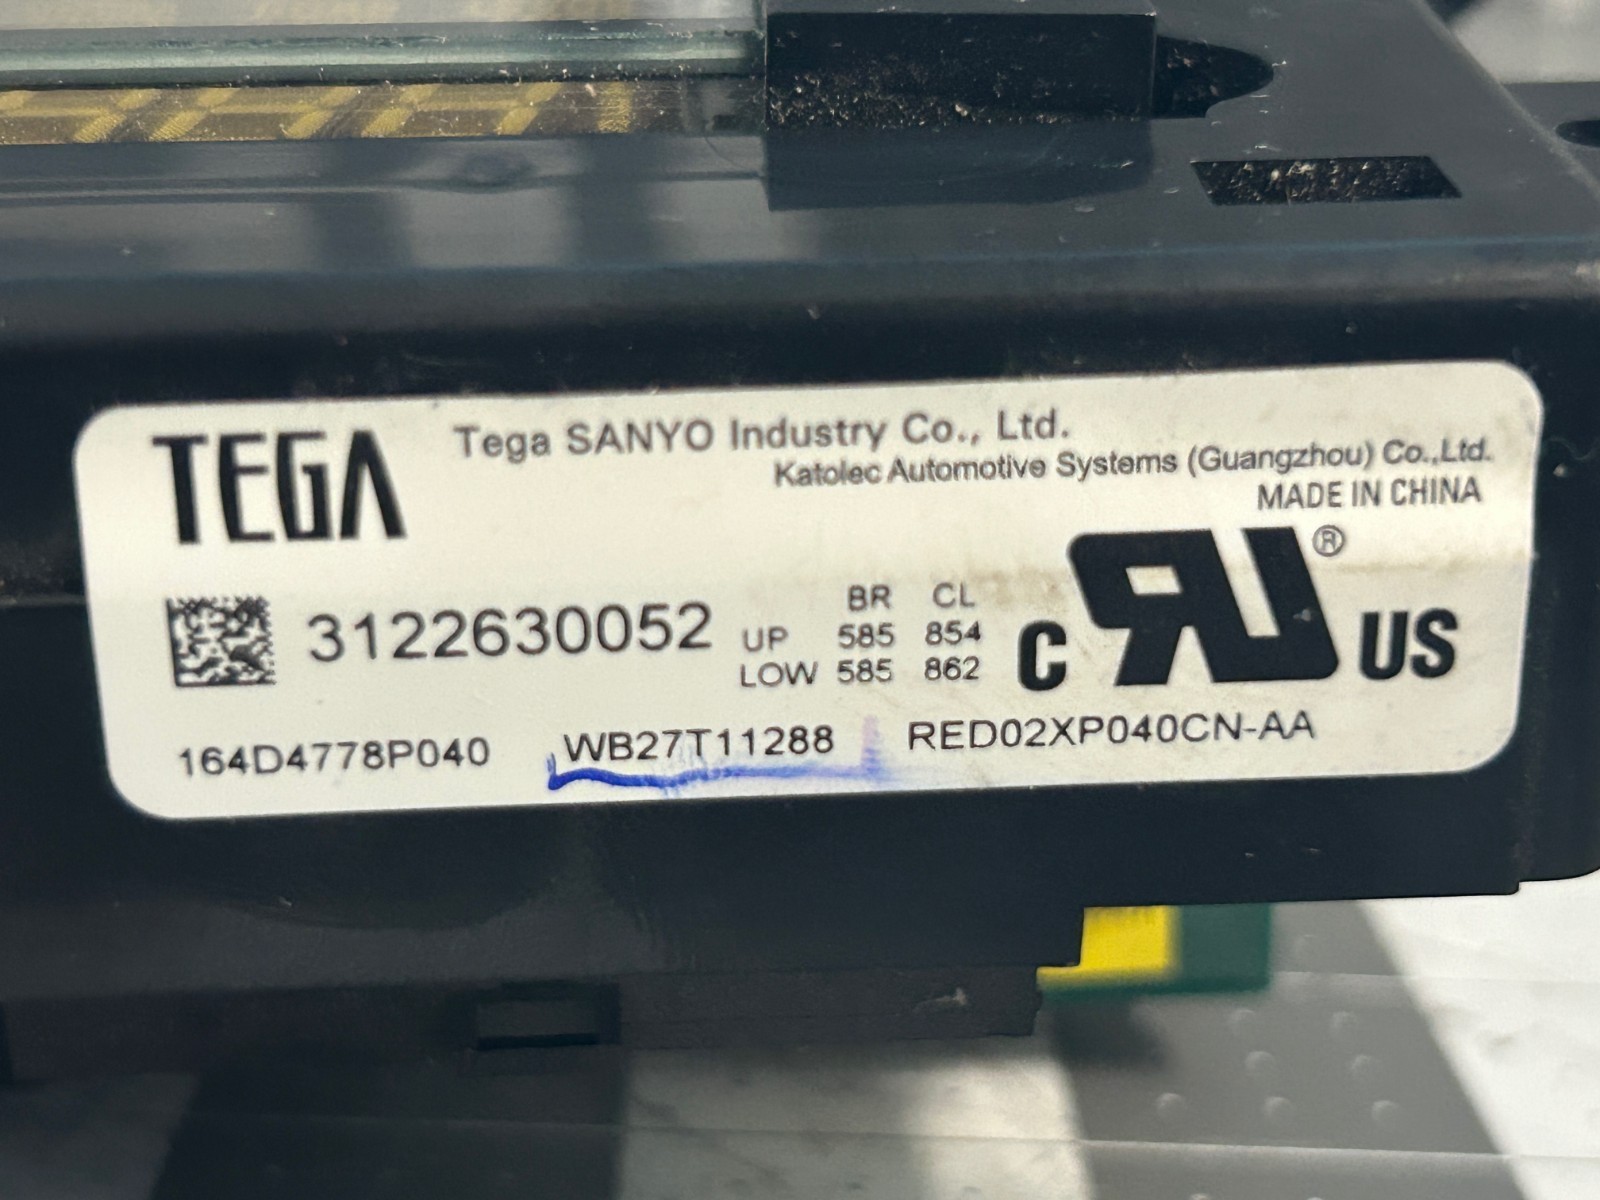 TEGA
Tega SANYO Industry Co., Ltd.
Katolec Automotive Systems (Guangzhou) Co.,Ltd.
MADE IN CHINA
3122630052
BR CL
UP 585 854
LOW 585 862
C RU ® US
164D4778P040 WB27T11288 RED02XP040CN-AA